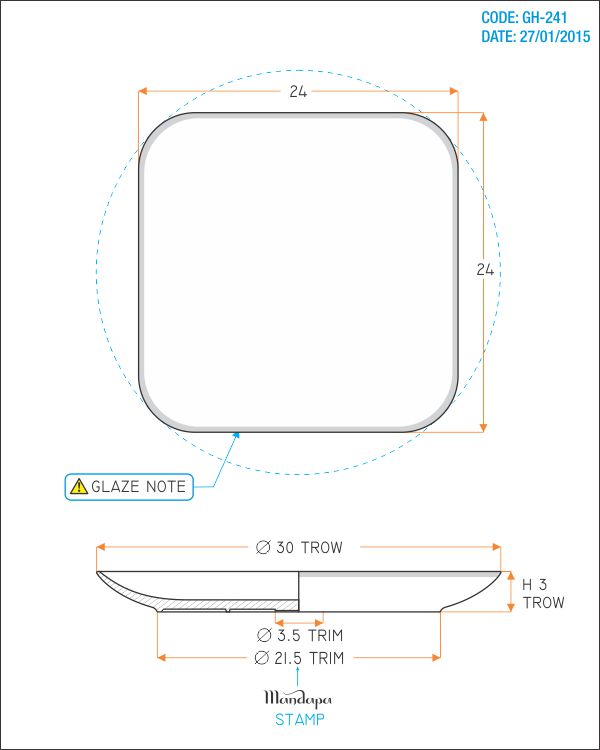 CODE: GH-241
DATE: 27/01/2015
24
24
GLAZE NOTE
Ø 30 TROW
H 3
TROW
Ø 3.5 TRIM
Ø 21.5 TRIM
Mandapa
STAMP